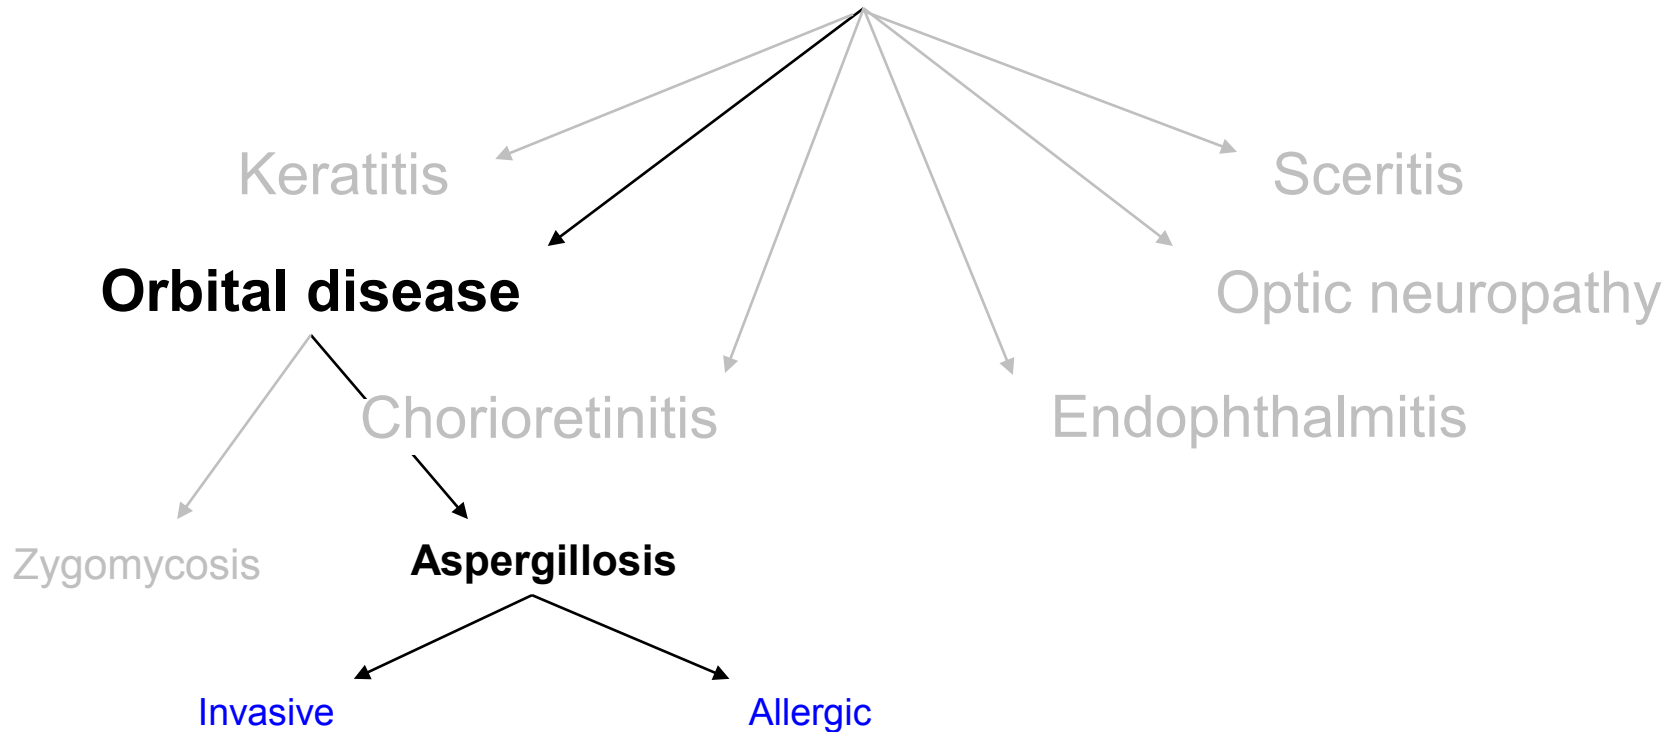 Keratitis
Sceritis
Orbital disease
Optic neuropathy
Chorioretinitis
Endophthalmitis
Zygomycosis
Aspergillosis
Invasive
Allergic